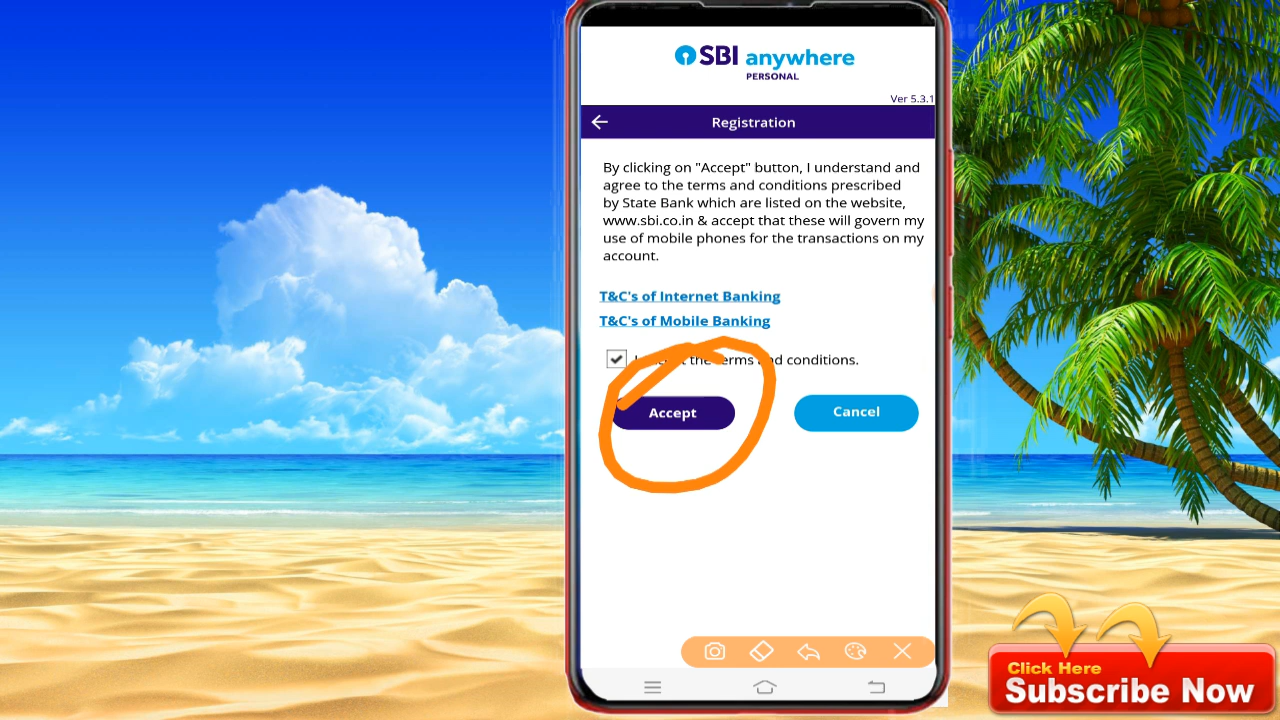 SBI anywhere
PERSONAL
Ver 5.3.1
Registration
By clicking on "Accept" button, I understand and
agree to the terms and conditions prescribed
by State Bank which are listed on the website,
www.sbi.co.in & accept that these will govern my
use of mobile phones for the transactions on my
account.
T&C's of Internet Banking
T&C's of Mobile Banking
I the terms and conditions.
Accept
Cancel
Click Here
Subscribe Now